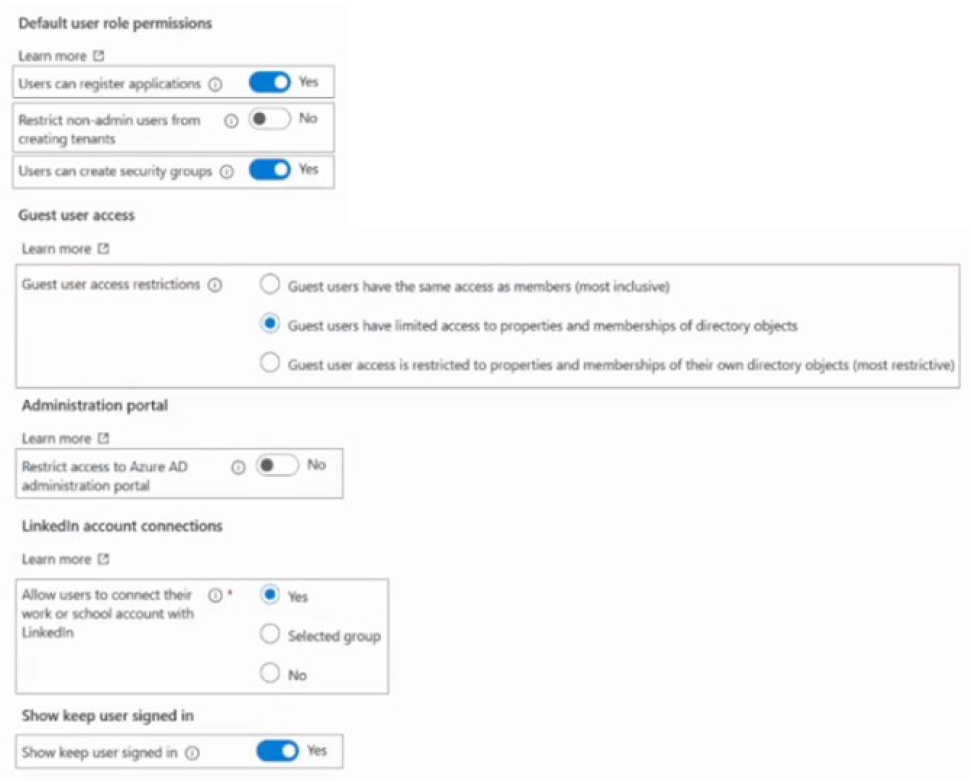 Default user role permissions
Learn more
Users can register applications Yes
Restrict non-admin users from No
creating tenants
Users can create security groups Yes
Guest user access
Learn more
Guest user access restrictions Guest users have the same access as members (most inclusive)
Guest users have limited access to properties and memberships of directory objects
Guest user access is restricted to properties and memberships of their own directory objects (most restrictive)
Administration portal
Learn more
Restrict access to Azure AD No
administration portal
LinkedIn account connections
Learn more
Allow users to connect their * Yes
work or school account with
LinkedIn
Selected group
No
Show keep user signed in
Show keep user signed in Yes